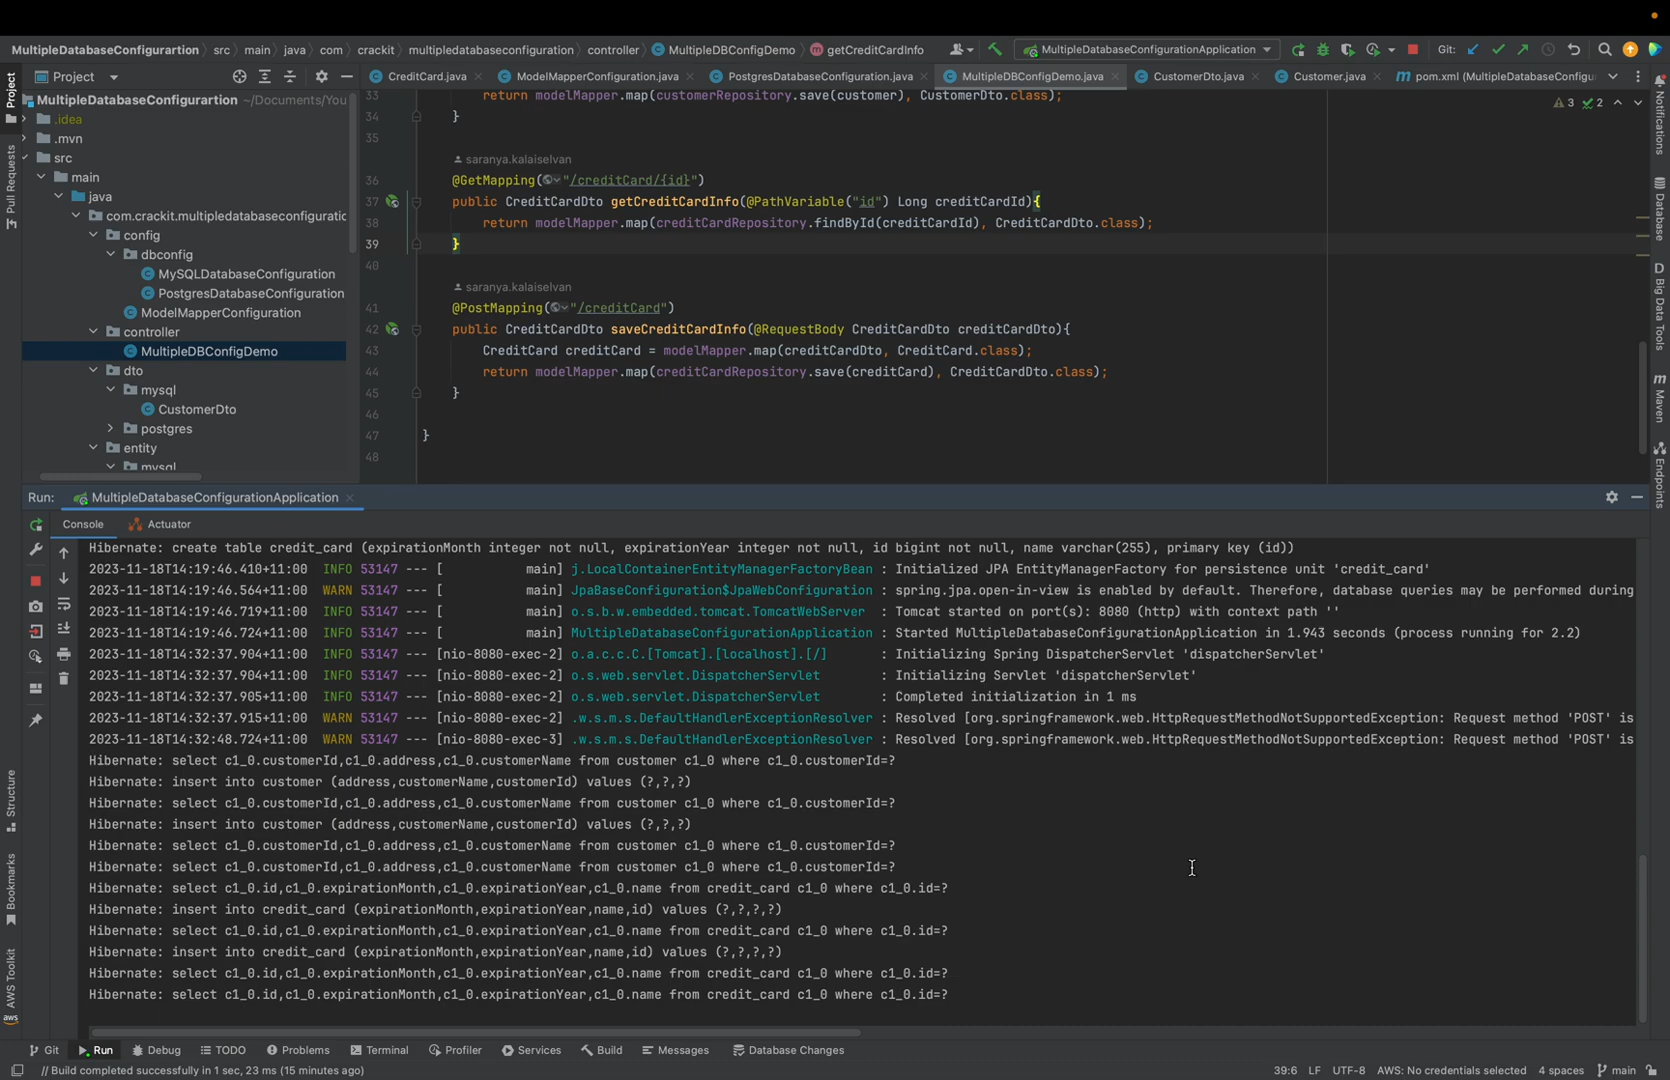 MultipleDatabaseConfigurartion src main java com crackit multipledatabaseconfiguration controller MultipleDBConfigDemo getCreditCardInfo MultipleDatabaseConfigurationApplication Git:
Project CreditCard.java ModelMapperConfiguration.java PostgresDatabaseConfiguration.java MultipleDBConfigDemo.java CustomerDto.java Customer.java pom.xml (MultipleDatabaseConfigu
MultipleDatabaseConfigurartion ~/Documents/You
.idea
.mvn
src
main
java
com.crackit.multipledatabaseconfiguratic
config
dbconfig
MySQLDatabaseConfiguration
PostgresDatabaseConfiguration
ModelMapperConfiguration
controller
MultipleDBConfigDemo
dto
mysql
CustomerDto
postgres
entity
mysql
3 2
33 return modelMapper.map(customerRepository.save(customer), CustomerDto.class);
34 }
35
saranya.kalaiselvan
36 @GetMapping("/creditCard/{id}")
37 public CreditCardDto getCreditCardInfo(@PathVariable("id") Long creditCardId){
38 return modelMapper.map(creditCardRepository.findById(creditCardId), CreditCardDto.class);
39 }
40
saranya.kalaiselvan
41 @PostMapping("/creditCard")
42 public CreditCardDto saveCreditCardInfo(@RequestBody CreditCardDto creditCardDto){
43 CreditCard creditCard = modelMapper.map(creditCardDto, CreditCard.class);
44 return modelMapper.map(creditCardRepository.save(creditCard), CreditCardDto.class);
45 }
46
47 }
48
Project
Pull Requests
Structure
Bookmarks
AWS Toolkit
aws
Notifications
Database
Big Data Tools
Maven
Endpoints
Run: MultipleDatabaseConfigurationApplication
Console Actuator
Hibernate: create table credit_card (expirationMonth integer not null, expirationYear integer not null, id bigint not null, name varchar(255), primary key (id))
2023-11-18T14:19:46.410+11:00 INFO 53147 --- [ main] j.LocalContainerEntityManagerFactoryBean : Initialized JPA EntityManagerFactory for persistence unit 'credit_card'
2023-11-18T14:19:46.564+11:00 WARN 53147 --- [ main] JpaBaseConfiguration$JpaWebConfiguration : spring.jpa.open-in-view is enabled by default. Therefore, database queries may be performed during
2023-11-18T14:19:46.719+11:00 INFO 53147 --- [ main] o.s.b.w.embedded.tomcat.TomcatWebServer : Tomcat started on port(s): 8080 (http) with context path ''
2023-11-18T14:19:46.724+11:00 INFO 53147 --- [ main] MultipleDatabaseConfigurationApplication : Started MultipleDatabaseConfigurationApplication in 1.943 seconds (process running for 2.2)
2023-11-18T14:32:37.904+11:00 INFO 53147 --- [nio-8080-exec-2] o.a.c.c.C.[Tomcat].[localhost].[/] : Initializing Spring DispatcherServlet 'dispatcherServlet'
2023-11-18T14:32:37.904+11:00 INFO 53147 --- [nio-8080-exec-2] o.s.web.servlet.DispatcherServlet : Initializing Servlet 'dispatcherServlet'
2023-11-18T14:32:37.905+11:00 INFO 53147 --- [nio-8080-exec-2] o.s.web.servlet.DispatcherServlet : Completed initialization in 1 ms
2023-11-18T14:32:37.915+11:00 WARN 53147 --- [nio-8080-exec-2] .w.s.m.s.DefaultHandlerExceptionResolver : Resolved [org.springframework.web.HttpRequestMethodNotSupportedException: Request method 'POST' is
2023-11-18T14:32:48.724+11:00 WARN 53147 --- [nio-8080-exec-3] .w.s.m.s.DefaultHandlerExceptionResolver : Resolved [org.springframework.web.HttpRequestMethodNotSupportedException: Request method 'POST' is
Hibernate: select c1_0.customerId,c1_0.address,c1_0.customerName from customer c1_0 where c1_0.customerId=?
Hibernate: insert into customer (address,customerName,customerId) values (?,?,?)
Hibernate: select c1_0.customerId,c1_0.address,c1_0.customerName from customer c1_0 where c1_0.customerId=?
Hibernate: insert into customer (address,customerName,customerId) values (?,?,?)
Hibernate: select c1_0.customerId,c1_0.address,c1_0.customerName from customer c1_0 where c1_0.customerId=?
Hibernate: select c1_0.customerId,c1_0.address,c1_0.customerName from customer c1_0 where c1_0.customerId=?
Hibernate: select c1_0.id,c1_0.expirationMonth,c1_0.expirationYear,c1_0.name from credit_card c1_0 where c1_0.id=?
Hibernate: insert into credit_card (expirationMonth,expirationYear,name,id) values (?,?,?,?)
Hibernate: select c1_0.id,c1_0.expirationMonth,c1_0.expirationYear,c1_0.name from credit_card c1_0 where c1_0.id=?
Hibernate: insert into credit_card (expirationMonth,expirationYear,name,id) values (?,?,?,?)
Hibernate: select c1_0.id,c1_0.expirationMonth,c1_0.expirationYear,c1_0.name from credit_card c1_0 where c1_0.id=?
Hibernate: select c1_0.id,c1_0.expirationMonth,c1_0.expirationYear,c1_0.name from credit_card c1_0 where c1_0.id=?
Git Run Debug TODO Problems Terminal Profiler Services Build Messages Database Changes
// Build completed successfully in 1 sec, 23 ms (15 minutes ago) 39:6 LF UTF-8 AWS: No credentials selected 4 spaces main